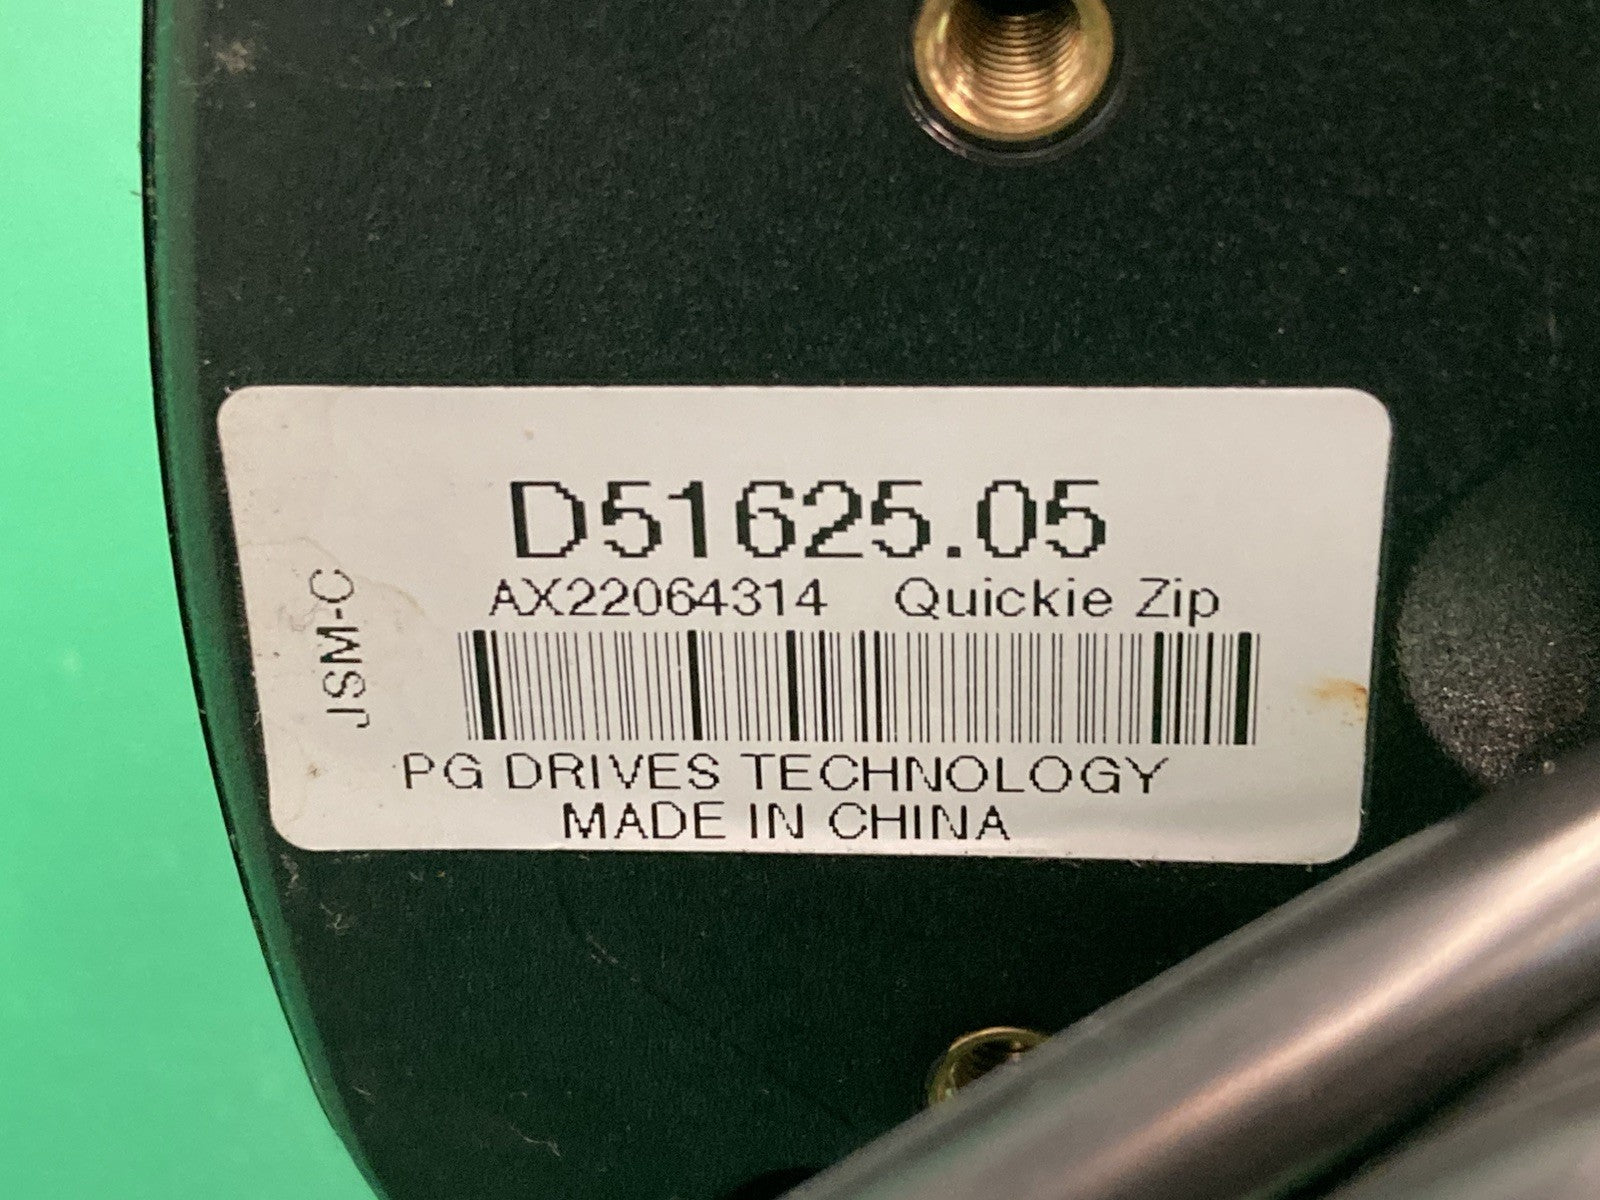 D51625.05
AX22064314 Quickie Zip
JSM-C
PG DRIVES TECHNOLOGY
MADE IN CHINA